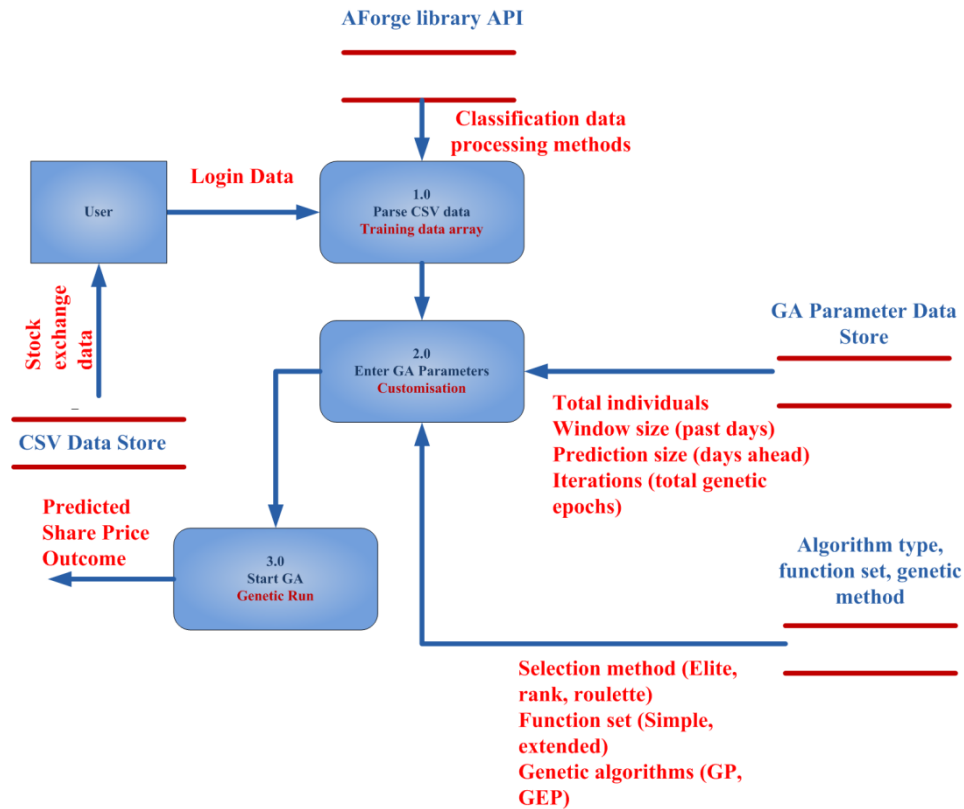 AForge library API
Classification data
processing methods
Login Data
User
1.0
Parse CSV data
Training data array
Stock
exchange
data
GA Parameter Data
Store
2.0
Enter GA Parameters
Customisation
Total individuals
Window size (past days)
Prediction size (days ahead)
Iterations (total genetic
epochs)
CSV Data Store
Predicted
Share Price
Outcome
3.0
Start GA
Genetic Run
Algorithm type,
function set, genetic
method
Selection method (Elite,
rank, roulette)
Function set (Simple,
extended)
Genetic algorithms (GP,
GEP)